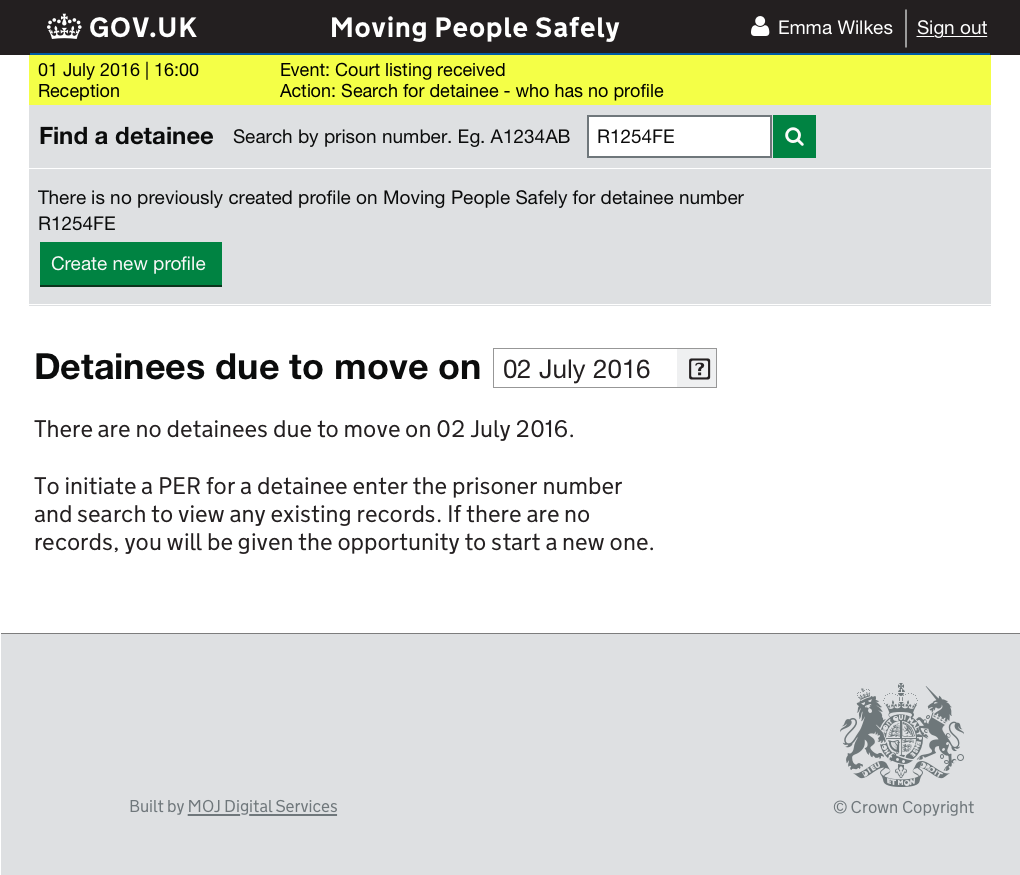 GOV.UK
Moving People Safely
Emma Wilkes
Sign out
01 July 2016 | 16:00
Event: Court listing received
Reception
Action: Search for detainee - who has no profile
Find a detainee
Search by prison number. Eg. A1234AB
R1254FE
There is no previously created profile on Moving People Safely for detainee number
R1254FE
Create new profile
Detainees due to move on
02 July 2016
?
There are no detainees due to move on 02 July 2016.
To initiate a PER for a detainee enter the prisoner number
and search to view any existing records. If there are no
records, you will be given the opportunity to start a new one.
Built by MOJ Digital Services
© Crown Copyright